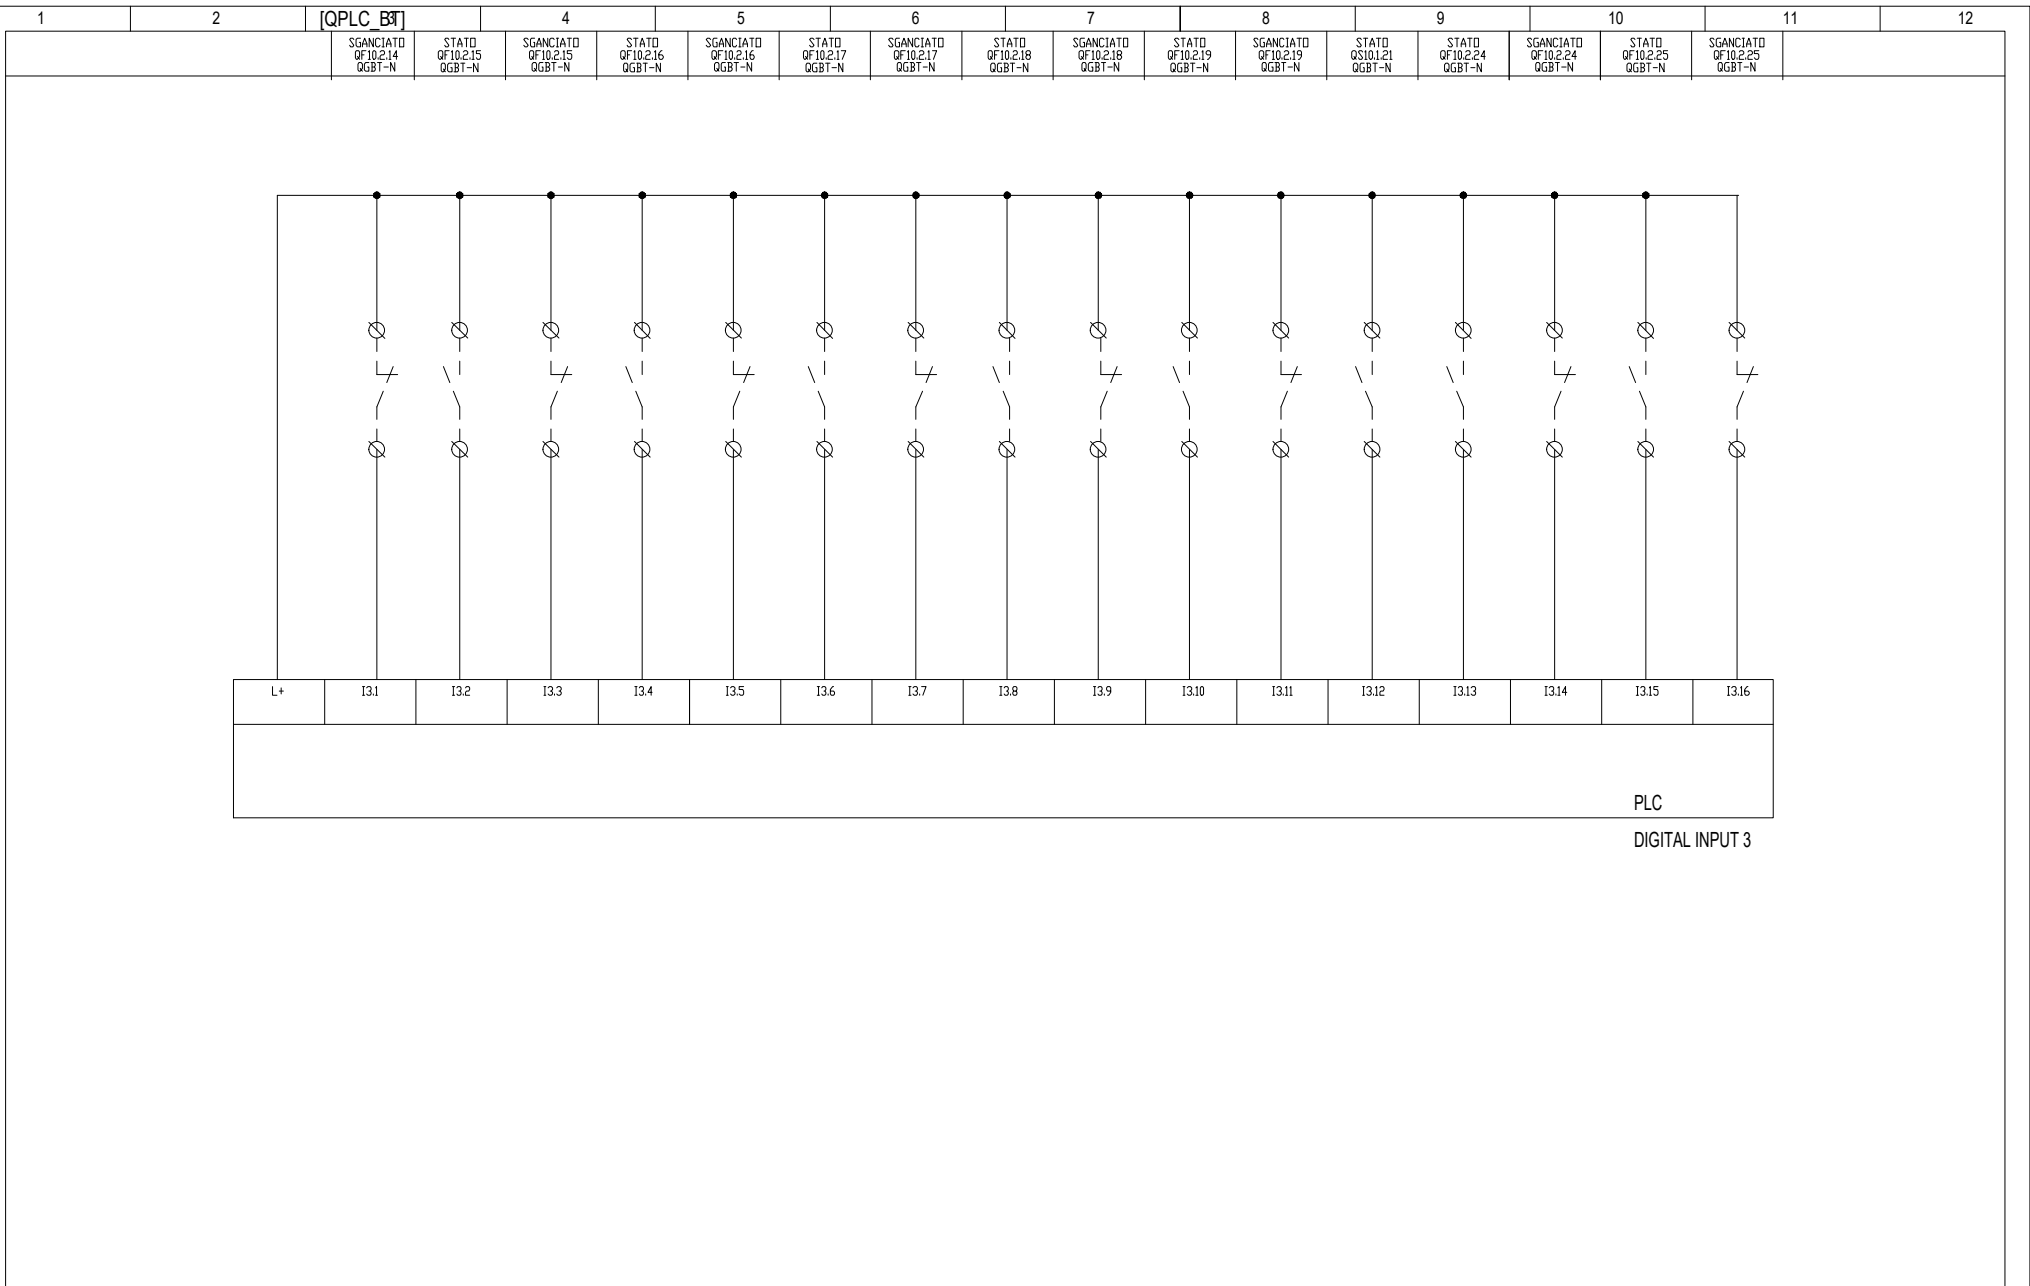 1 2 [QPLC_BT] 3 4 5 6 7 8 9 10 11 12
SGANCIATO STATO SGANCIATO STATO SGANCIATO STATO SGANCIATO STATO SGANCIATO STATO SGANCIATO STATO STATO SGANCIATO STATO SGANCIATO
QF10.2.14 QF10.2.15 QF10.2.15 QF10.2.16 QF10.2.16 QF10.2.17 QF10.2.17 QF10.2.18 QF10.2.18 QF10.2.19 QF10.2.19 QS10.1.21 QF10.2.24 QF10.2.24 QF10.2.25 QF10.2.25
QGBT-N QGBT-N QGBT-N QGBT-N QGBT-N QGBT-N QGBT-N QGBT-N QGBT-N QGBT-N QGBT-N QGBT-N QGBT-N QGBT-N QGBT-N QGBT-N
L+ I3.1 I3.2 I3.3 I3.4 I3.5 I3.6 I3.7 I3.8 I3.9 I3.10 I3.11 I3.12 I3.13 I3.14 I3.15 I3.16
PLC
DIGITAL INPUT 3